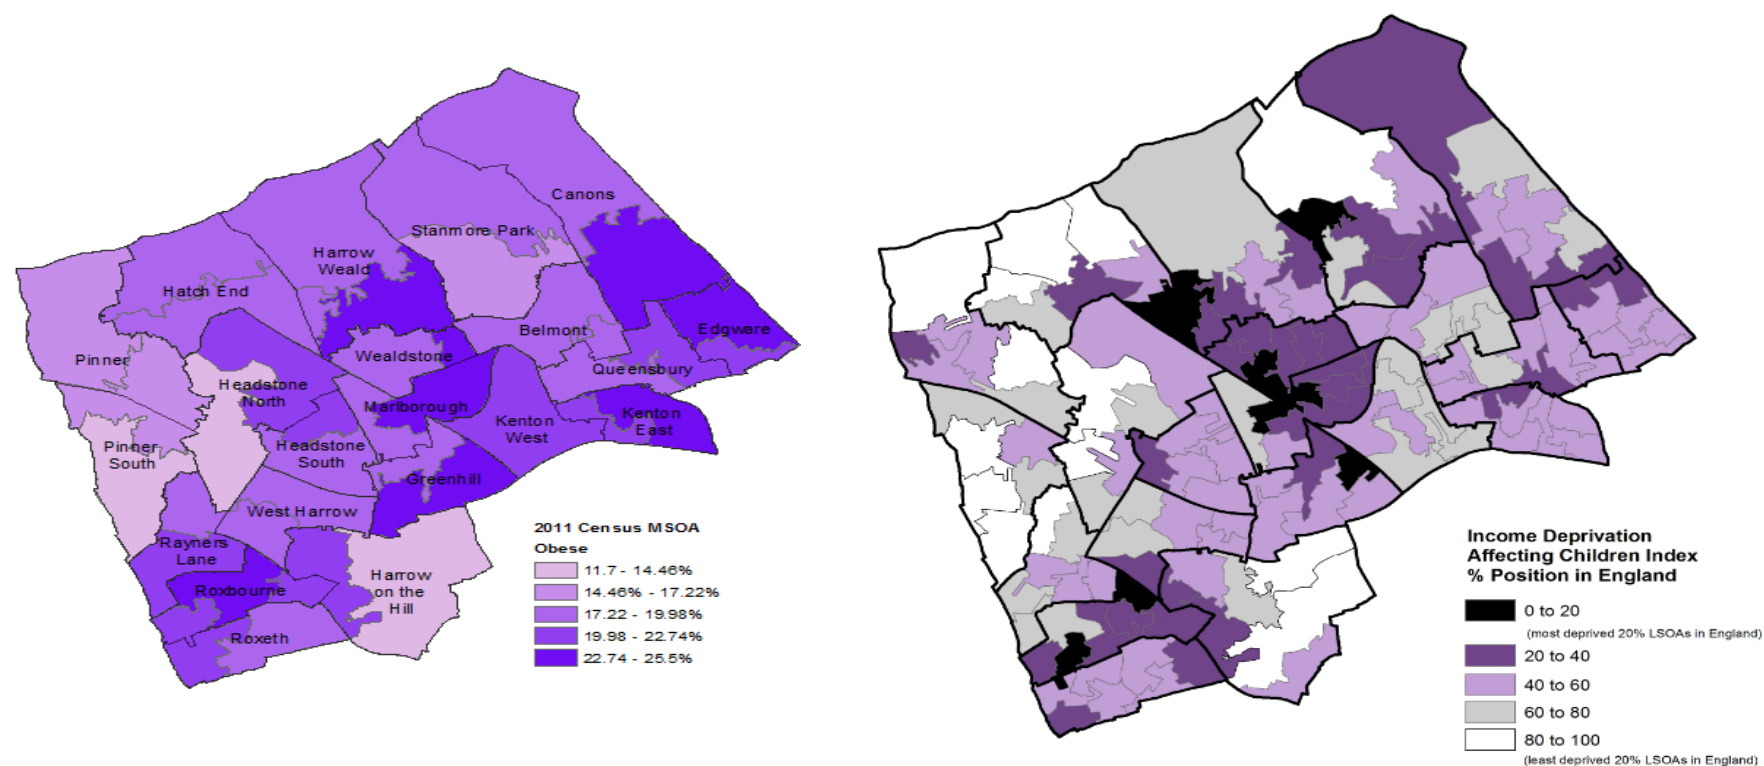 Canons
Stanmore Park
Harrow
Weald
Hatch End
Belmont
Edgware
Pinner
Wealdstone
Queensbury
Headstone
North
Marlborough
Kenton
East
Kenton
West
Pinner
South
Headstone
South
Greenhill
West Harrow
Rayners
Lane
Harrow
on the
Hill
Roxbourne
Roxeth
2011 Census MSOA
Obese
11.7 - 14.46%
14.46% - 17.22%
17.22 - 19.98%
19.98 - 22.74%
22.74 - 25.5%
Income Deprivation
Affecting Children Index
% Position in England
0 to 20
(most deprived 20% LSOAs in England)
20 to 40
40 to 60
60 to 80
80 to 100
(least deprived 20% LSOAs in England)